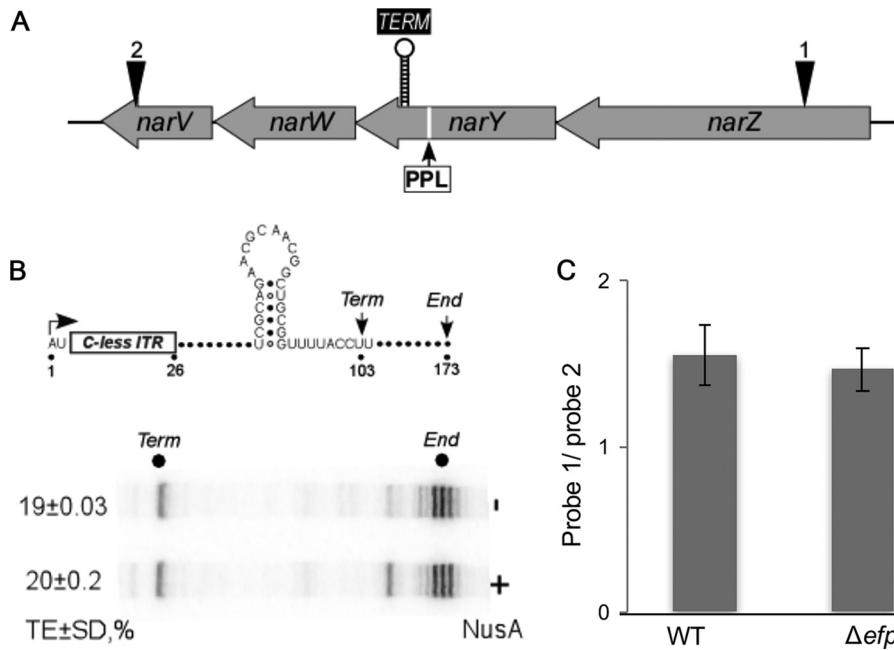 A
TERM
2
1
narV
narW
narY
narZ
PPL
B
UCGCAGAACGCAACGGCUGCGGUUUUACCUU
Term
End
AU
C-less ITR
1
26
103
173
Term
End
19±0.03
-
20±0.2
+
TE±SD,%
NusA
C
2
1
0
Probe 1/ probe 2
WT
Δefp